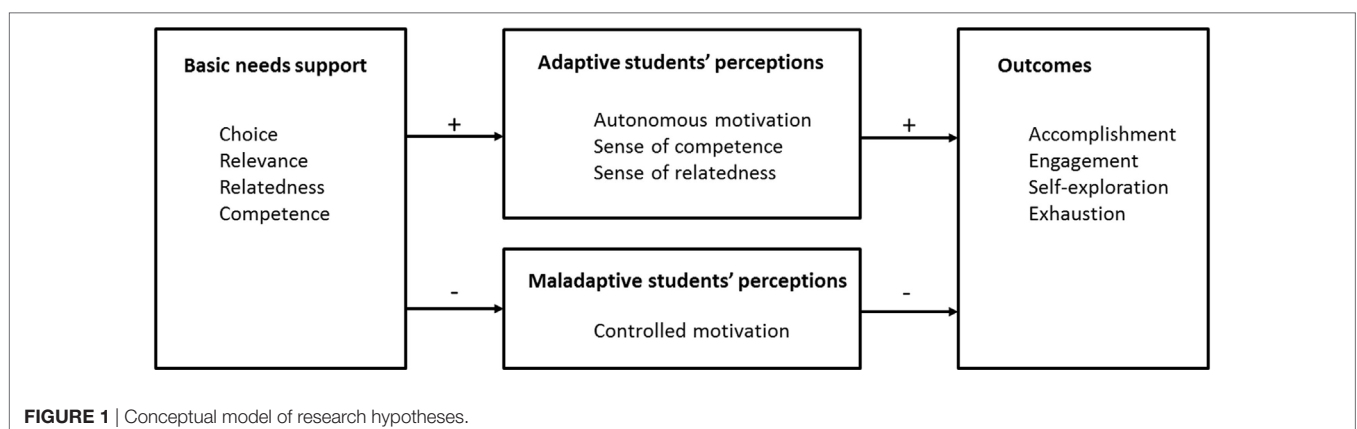 Basic needs support
Choice
Relevance
Relatedness
Competence
+
-
Adaptive students' perceptions
Autonomous motivation
Sense of competence
Sense of relatedness
Maladaptive students' perceptions
Controlled motivation
+
-
Outcomes
Accomplishment
Engagement
Self-exploration
Exhaustion
FIGURE 1 | Conceptual model of research hypotheses.